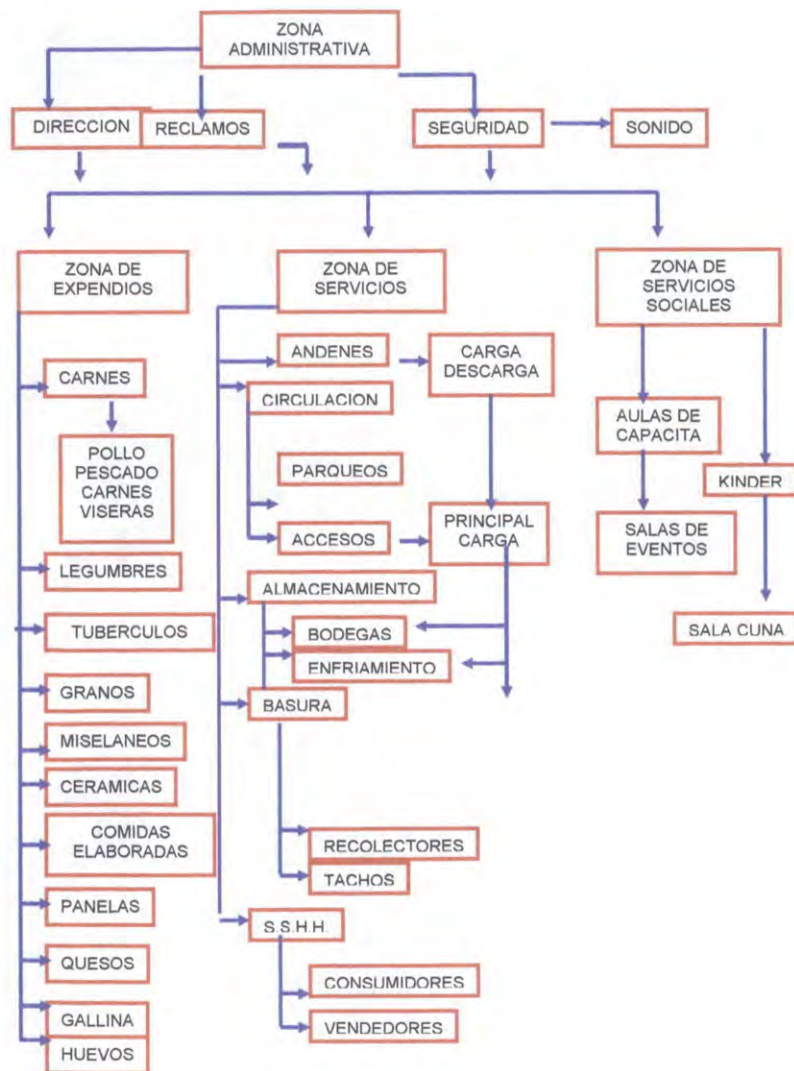 ZONA
ADMINISTRATIVA
DIRECCION
RECLAMOS
SEGURIDAD
SONIDO
ZONA DE
EXPENDIOS
ZONA DE
SERVICIOS
ZONA DE
SERVICIOS
SOCIALES
CARNES
POLLO
PESCADO
CARNES
VISERAS
LEGUMBRES
TUBERCULOS
GRANOS
MISELANEOS
CERAMICAS
COMIDAS
ELABORADAS
PANELAS
QUESOS
GALLINA
HUEVOS
ANDENES
CARGA
DESCARGA
CIRCULACION
PARQUEOS
ACCESOS
PRINCIPAL
CARGA
ALMACENAMIENTO
BODEGAS
ENFRIAMIENTO
BASURA
RECOLECTORES
TACHOS
S.S.H.H.
CONSUMIDORES
VENDEDORES
AULAS DE
CAPACITA
SALAS DE
EVENTOS
KINDER
SALA CUNA